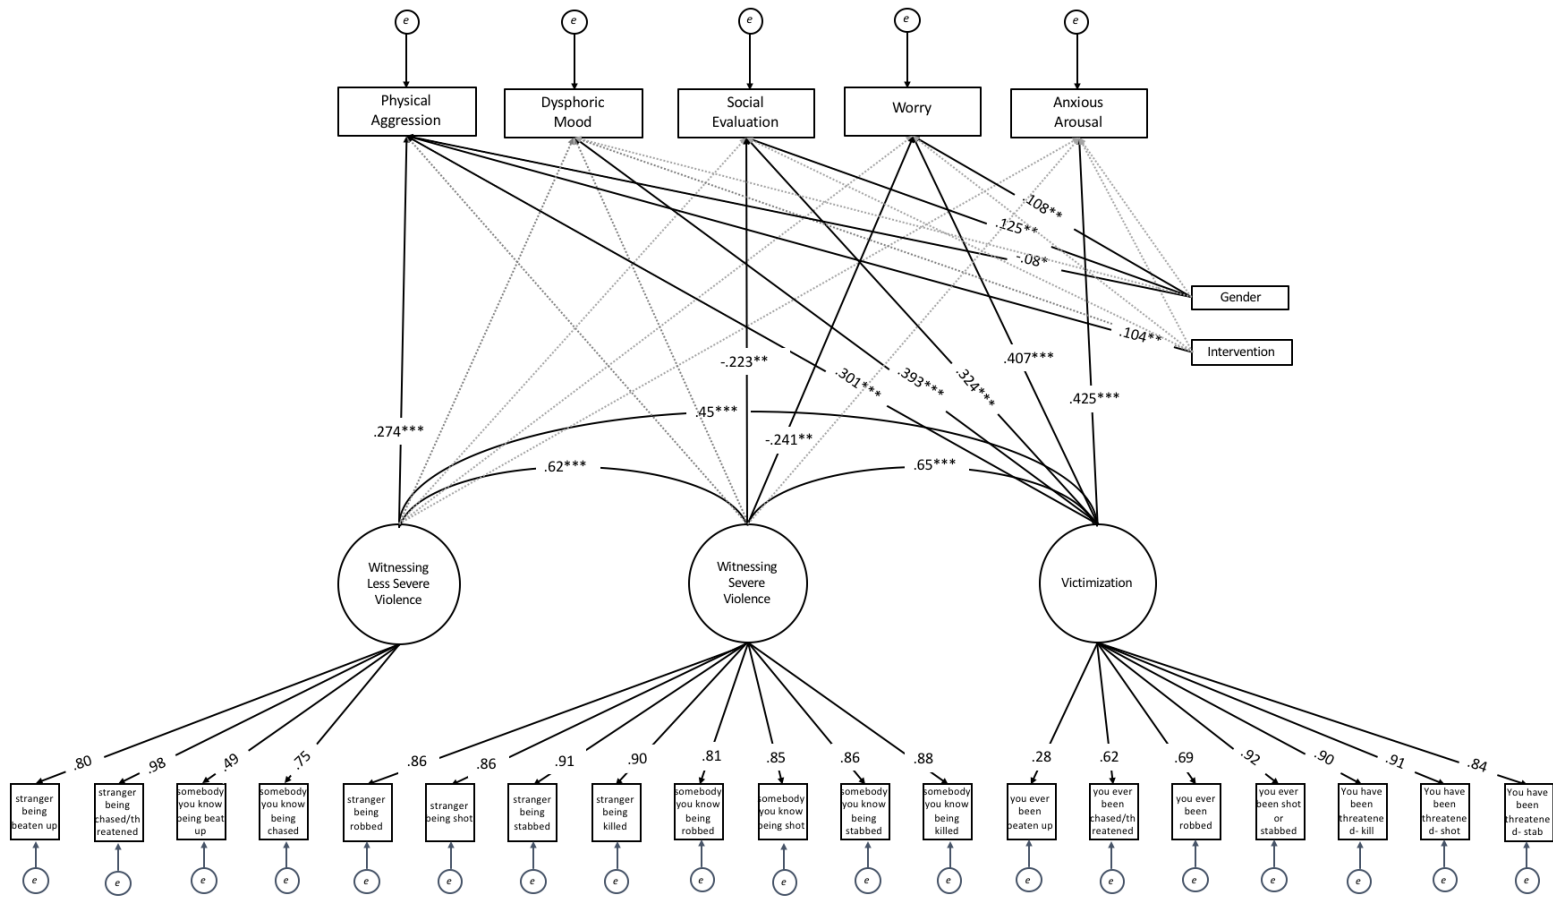 e e e e e
Physical
Aggression
Dysphoric
Mood
Social
Evaluation
Worry
Anxious
Arousal
.108**
.125**
-.08*
Gender
.104**
Intervention
-.223**
.407***
.301***
.393***
.324***
.425***
.45***
.274***
-.241**
.62***
.65***
Witnessing
Less Severe
Violence
Witnessing
Severe
Violence
Victimization
.80 .98 .49 .75 .86 .86 .91 .90 .81 .85 .86 .88 .28 .62 .69 .92 .90 .91 .84
stranger
being
beaten up
stranger
being
chased/th
reatened
somebody
you know
being beat
up
somebody
you know
being
chased
stranger
being
robbed
stranger
being shot
stranger
being
stabbed
stranger
being
killed
somebody
you know
being
robbed
somebody
you know
being shot
somebody
you know
being
stabbed
somebody
you know
being
killed
you ever
been
beaten up
you ever
been
chased/th
reatened
you ever
been
robbed
you ever
been shot
or
stabbed
You have
been
threatene
d- kill
You have
been
threatene
d- shot
You have
been
threatene
d- stab
e e e e e e e e e e e e e e e e e e e